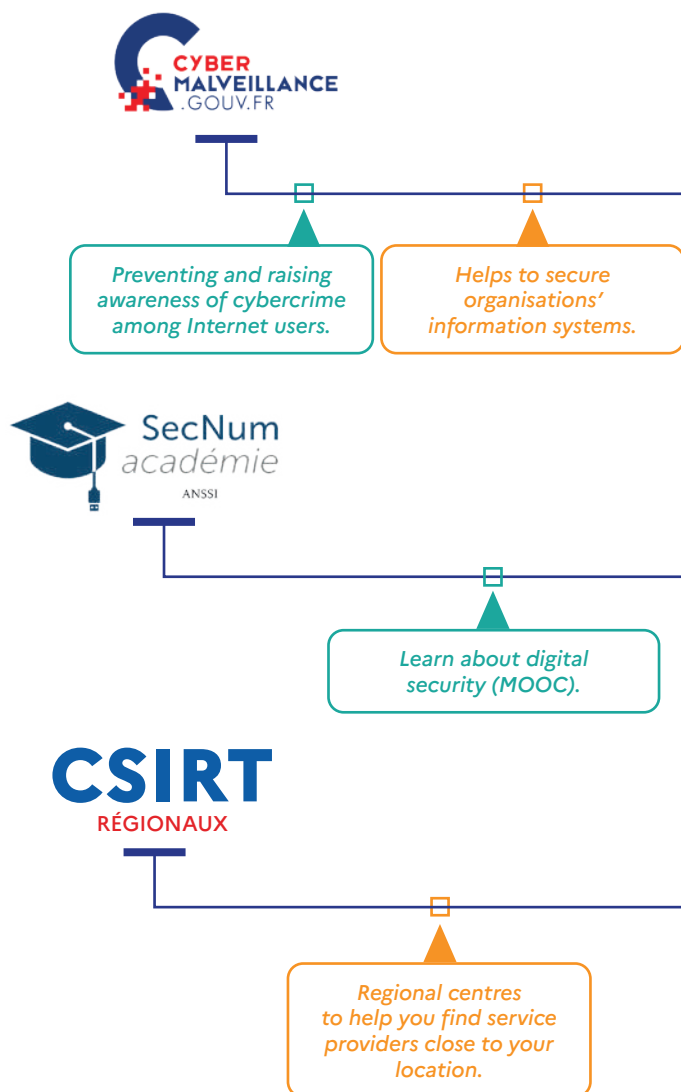 CYBER
MALVEILLANCE
.GOUV.FR
Preventing and raising
awareness of cybercrime
among Internet users.
Helps to secure
organisations’
information systems.
SecNum
académie
ANSSI
Learn about digital
security (MOOC).
CSIRT
RÉGIONAUX
Regional centres
to help you find service
providers close to your
location.